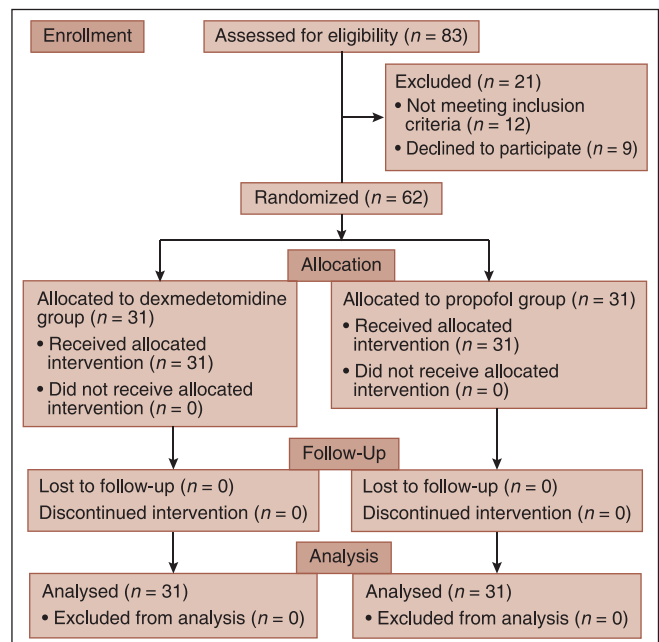 Enrollment
Assessed for eligibility (n = 83)
Excluded (n = 21)
• Not meeting inclusion
criteria (n = 12)
• Declined to participate (n = 9)
Randomized (n = 62)
Allocation
Allocated to dexmedetomidine
group (n = 31)
• Received allocated
intervention (n = 31)
• Did not receive allocated
intervention (n = 0)
Allocated to propofol group (n = 31)
• Received allocated
intervention (n = 31)
• Did not receive allocated
intervention (n = 0)
Follow-Up
Lost to follow-up (n = 0)
Discontinued intervention (n = 0)
Lost to follow-up (n = 0)
Discontinued intervention (n = 0)
Analysis
Analysed (n = 31)
• Excluded from analysis (n = 0)
Analysed (n = 31)
• Excluded from analysis (n = 0)